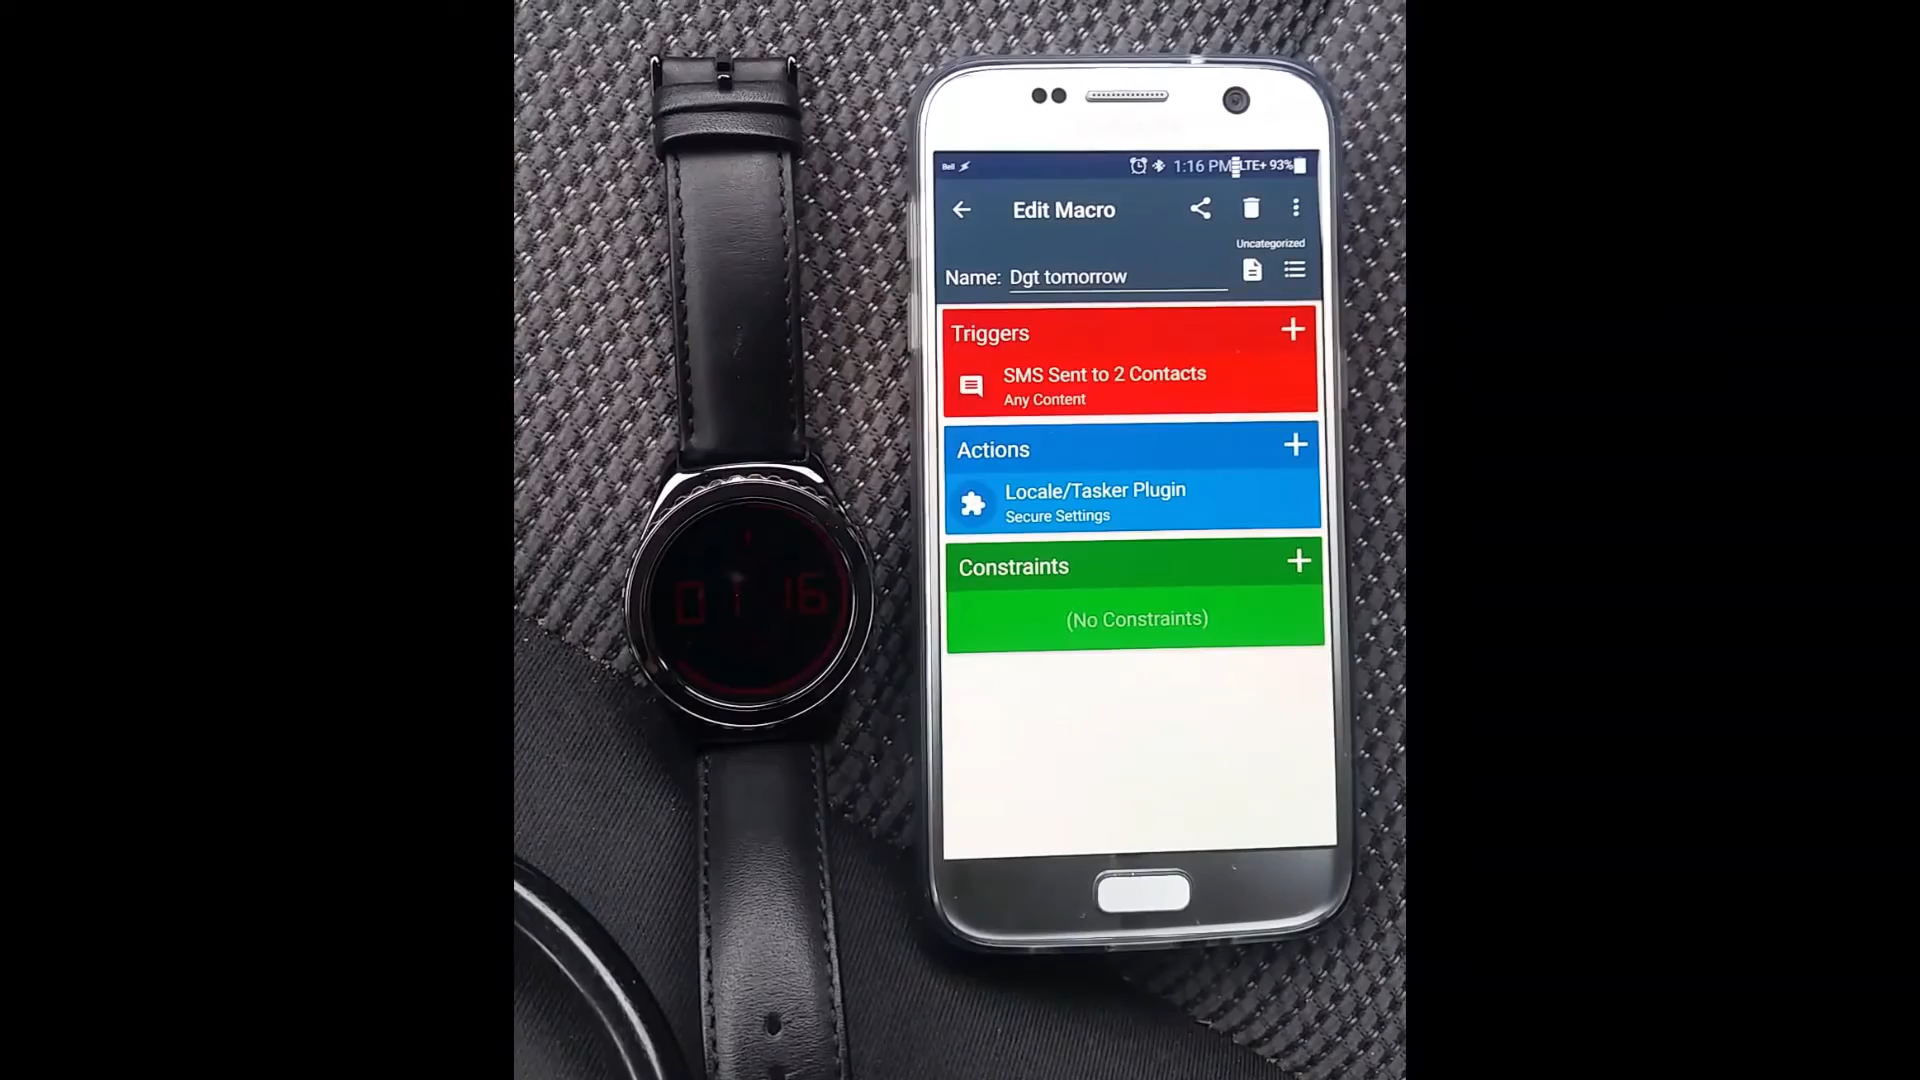 Bell 1:16 PM LTE+ 93%
Edit Macro
Uncategorized
Name: Dgt tomorrow
Triggers
SMS Sent to 2 Contacts
Any Content
Actions
Locale/Tasker Plugin
Secure Settings
Constraints
(No Constraints)
01 16